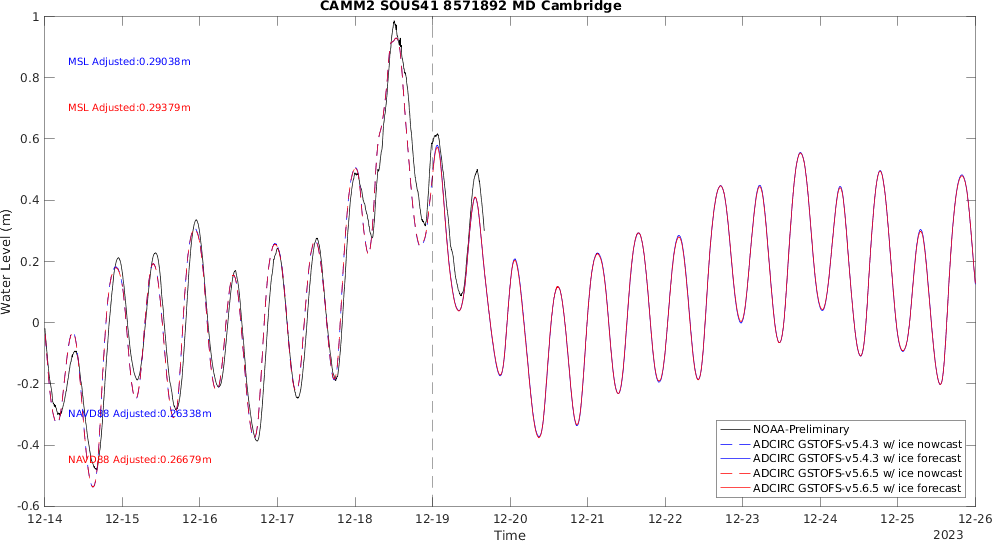 CAMM2 SOUS41 8571892 MD Cambridge
1
0.8
0.6
0.4
0.2
0
-0.2
-0.4
-0.6
Water Level (m)
MSL Adjusted:0.29038m
MSL Adjusted:0.29379m
NAVD88 Adjusted:0.26338m
NAVD88 Adjusted:0.26679m
NOAA-Preliminary
ADCIRC GSTOFS-v5.4.3 w/ ice nowcast
ADCIRC GSTOFS-v5.4.3 w/ ice forecast
ADCIRC GSTOFS-v5.6.5 w/ ice nowcast
ADCIRC GSTOFS-v5.6.5 w/ ice forecast
12-14 12-15 12-16 12-17 12-18 12-19 12-20 12-21 12-22 12-23 12-24 12-25 12-26
Time
2023